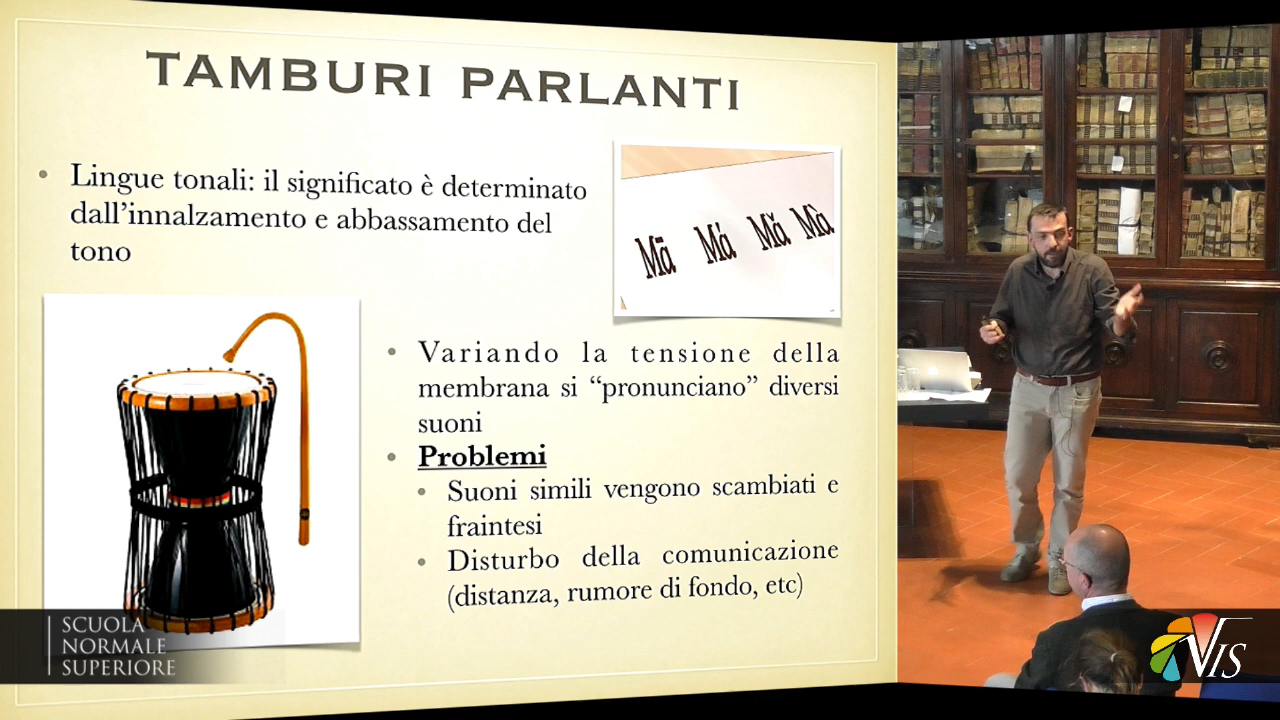 TAMBURI PARLANTI
• Lingue tonali: il significato è determinato
dall'innalzamento e abbassamento del
tono
Mā Má Mǎ Mà
• Variando la tensione della
membrana si “pronunciano” diversi
suoni
• Problemi
• Suoni simili vengono scambiati e
fraintesi
• Disturbo della comunicazione
(distanza, rumore di fondo, etc)
SCUOLA
NORMALE
SUPERIORE
VIS